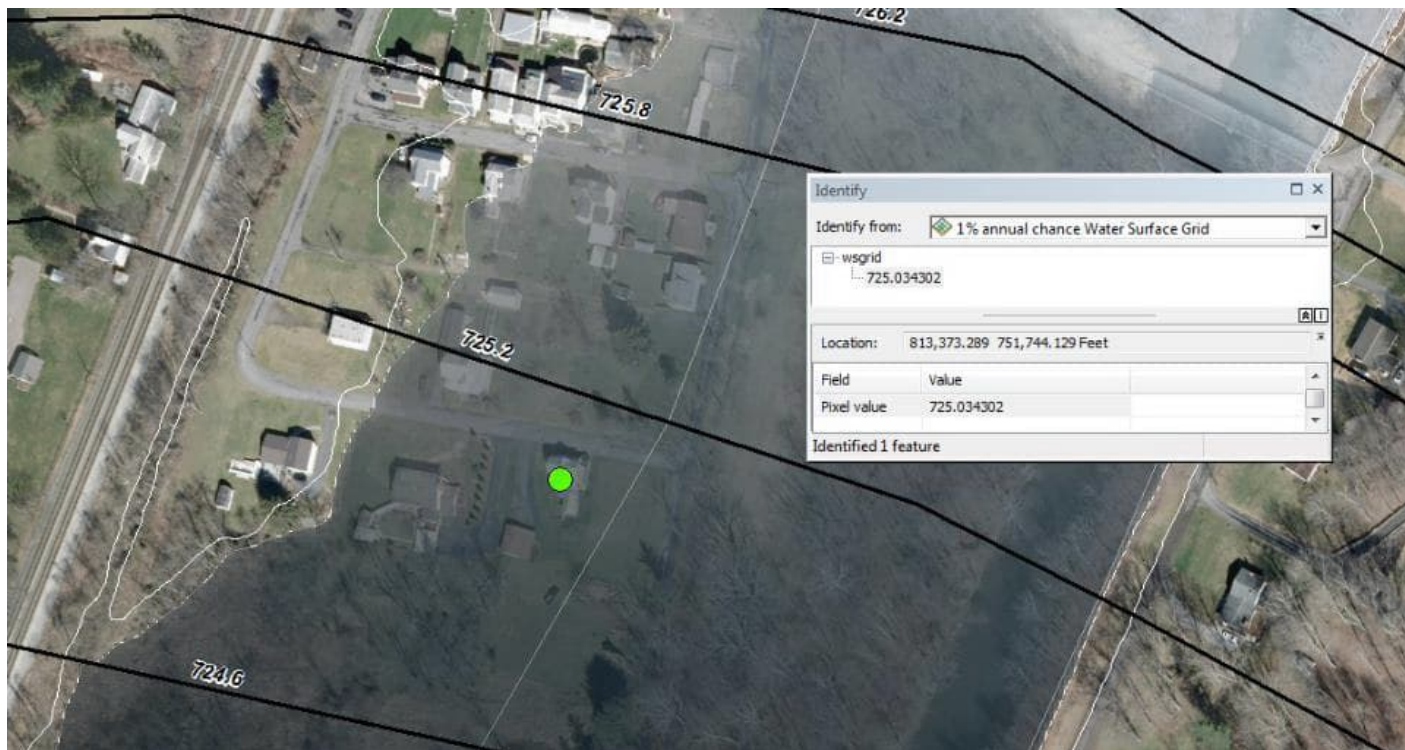 726.2
725.8
725.2
724.6
Identify
Identify from: 1% annual chance Water Surface Grid
wsgrid
725.034302
Location: 813,373.289 751,744.129 Feet
Field Value
Pixel value 725.034302
Identified 1 feature